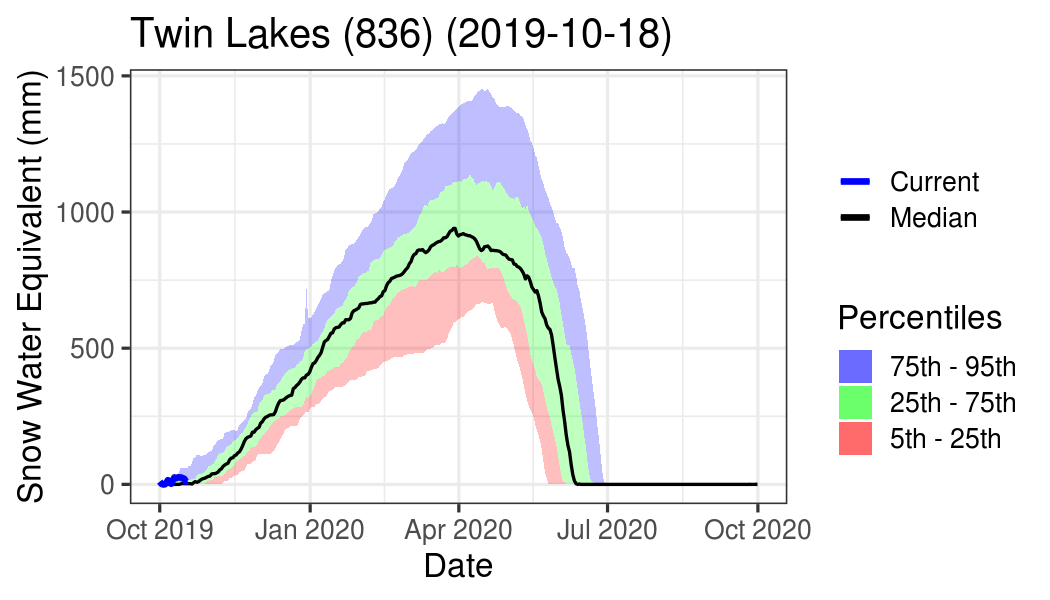 Twin Lakes (836) (2019-10-18)
Snow Water Equivalent (mm)
1500
1000
500
0
Oct 2019
Jan 2020
Apr 2020
Jul 2020
Oct 2020
Date
Current
Median
Percentiles
75th - 95th
25th - 75th
5th - 25th